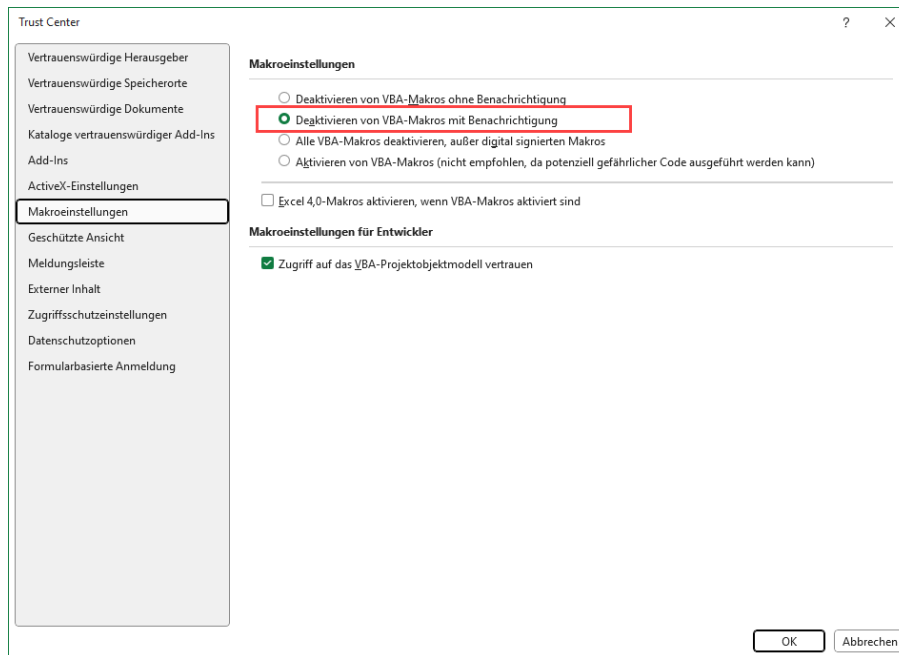 Trust Center
?
Vertrauenswürdige Herausgeber
Vertrauenswürdige Speicherorte
Vertrauenswürdige Dokumente
Kataloge vertrauenswürdiger Add-Ins
Add-Ins
ActiveX-Einstellungen
Makroeinstellungen
Geschützte Ansicht
Meldungsleiste
Externer Inhalt
Zugriffsschutzeinstellungen
Datenschutzoptionen
Formularbasierte Anmeldung
Makroeinstellungen
Deaktivieren von VBA-Makros ohne Benachrichtigung
Deaktivieren von VBA-Makros mit Benachrichtigung
Alle VBA-Makros deaktivieren, außer digital signierten Makros
Aktivieren von VBA-Makros (nicht empfohlen, da potenziell gefährlicher Code ausgeführt werden kann)
Excel 4,0-Makros aktivieren, wenn VBA-Makros aktiviert sind
Makroeinstellungen für Entwickler
Zugriff auf das VBA-Projektobjektmodell vertrauen
OK
Abbrechen